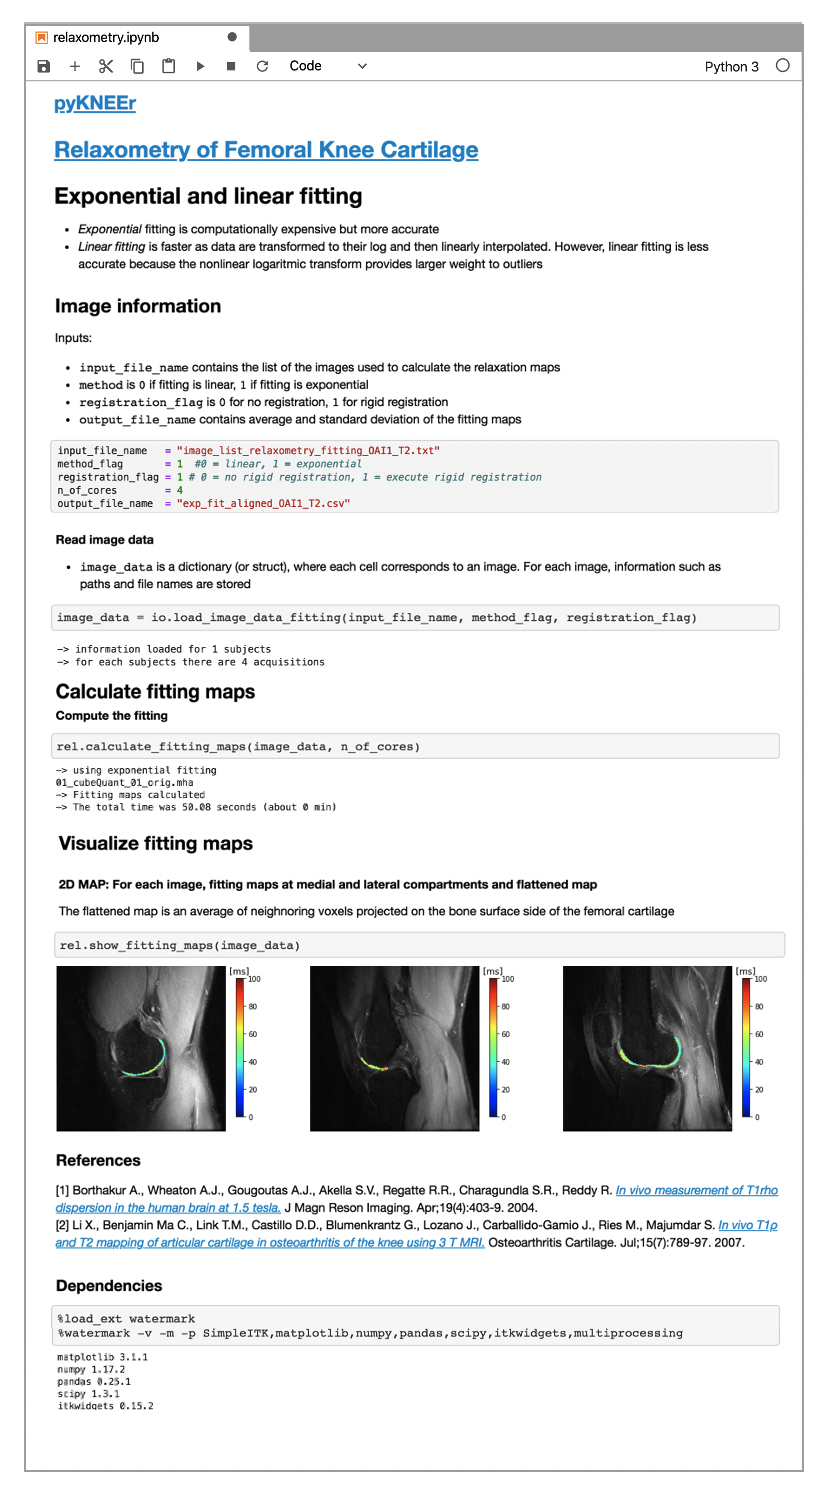 relaxometry.ipynb
Code
Python 3
pyKNEEr
Relaxometry of Femoral Knee Cartilage
Exponential and linear fitting
• Exponential fitting is computationally expensive but more accurate
• Linear fitting is faster as data are transformed to their log and then linearly interpolated. However, linear fitting is less
accurate because the nonlinear logaritmic transform provides larger weight to outliers
Image information
Inputs:
• input_file_name contains the list of the images used to calculate the relaxation maps
• method is 0 if fitting is linear, 1 if fitting is exponential
• registration_flag is 0 for no registration, 1 for rigid registration
• output_file_name contains average and standard deviation of the fitting maps
input_file_name = "image_list_relaxometry_fitting_OAI1_T2.txt"
method_flag = 1 #0 = linear, 1 = exponential
registration_flag = 1 # 0 = no rigid registration, 1 = execute rigid registration
n_of_cores = 4
output_file_name = "exp_fit_aligned_OAI1_T2.csv"
Read image data
• image_data is a dictionary (or struct), where each cell corresponds to an image. For each image, information such as
paths and file names are stored
image_data = io.load_image_data_fitting(input_file_name, method_flag, registration_flag)
-> information loaded for 1 subjects
-> for each subjects there are 4 acquisitions
Calculate fitting maps
Compute the fitting
rel.calculate_fitting_maps(image_data, n_of_cores)
-> using exponential fitting
01_cubeQuant_01_orig.mha
-> Fitting maps calculated
-> The total time was 50.08 seconds (about 0 min)
Visualize fitting maps
2D MAP: For each image, fitting maps at medial and lateral compartments and flattened map
The flattened map is an average of neighnoring voxels projected on the bone surface side of the femoral cartilage
rel.show_fitting_maps(image_data)
[ms] [ms] [ms]
100 100 100
80 80 80
60 60 60
40 40 40
20 20 20
0 0 0
References
[1] Borthakur A., Wheaton A.J., Gougoutas A.J., Akella S.V., Regatte R.R., Charagundla S.R., Reddy R. In vivo measurement of T1rho
dispersion in the human brain at 1.5 tesla. J Magn Reson Imaging. Apr;19(4):403-9. 2004.
[2] Li X., Benjamin Ma C., Link T.M., Castillo D.D., Blumenkrantz G., Lozano J., Carballido-Gamio J., Ries M., Majumdar S. In vivo T1ρ
and T2 mapping of articular cartilage in osteoarthritis of the knee using 3 T MRI. Osteoarthritis Cartilage. Jul;15(7):789-97. 2007.
Dependencies
%load_ext watermark
%watermark -v -m -p SimpleITK,matplotlib,numpy,pandas,scipy,itkwidgets,multiprocessing
matplotlib 3.1.1
numpy 1.17.2
pandas 0.25.1
scipy 1.3.1
itkwidgets 0.15.2